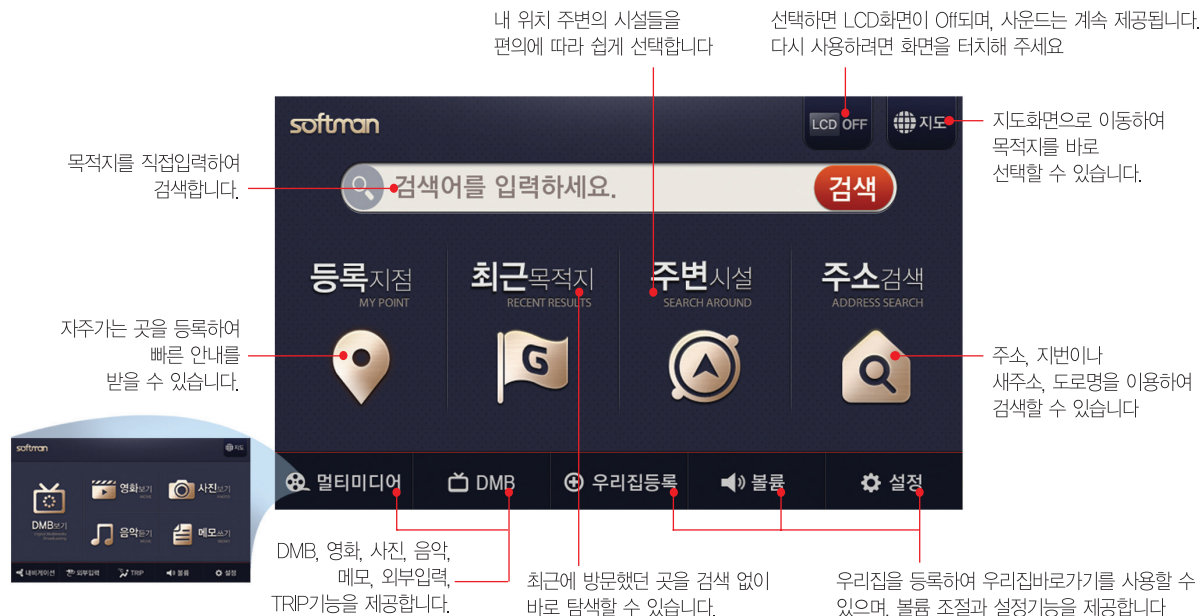 내 위치 주변의 시설들을
편의에 따라 쉽게 선택합니다
선택하면 LCD화면이 Off되며, 사운드는 계속 제공됩니다.
다시 사용하려면 화면을 터치해 주세요
softman
LCD OFF
지도
지도화면으로 이동하여
목적지를 바로
선택할 수 있습니다.
목적지를 직접입력하여
검색합니다.
검색어를 입력하세요.
검색
등록지점
MY POINT
최근목적지
RECENT RESULTS
주변시설
SEARCH AROUND
주소검색
ADDRESS SEARCH
G
자주가는 곳을 등록하여
빠른 안내를
받을 수 있습니다.
주소, 지번이나
새주소, 도로명을 이용하여
검색할 수 있습니다
멀티미디어
DMB
우리집등록
볼륨
설정
softman
지도
DMB보기
Digital Multimedia
Broadcasting
영화보기
MOVIE
사진보기
PHOTO
음악듣기
메모쓰기
내비게이션
외부입력
TRIP
볼륨
설정
DMB, 영화, 사진, 음악,
메모, 외부입력,
TRIP기능을 제공합니다.
최근에 방문했던 곳을 검색 없이
바로 탐색할 수 있습니다.
우리집을 등록하여 우리집바로가기를 사용할 수
있으며, 볼륨 조절과 설정기능을 제공합니다